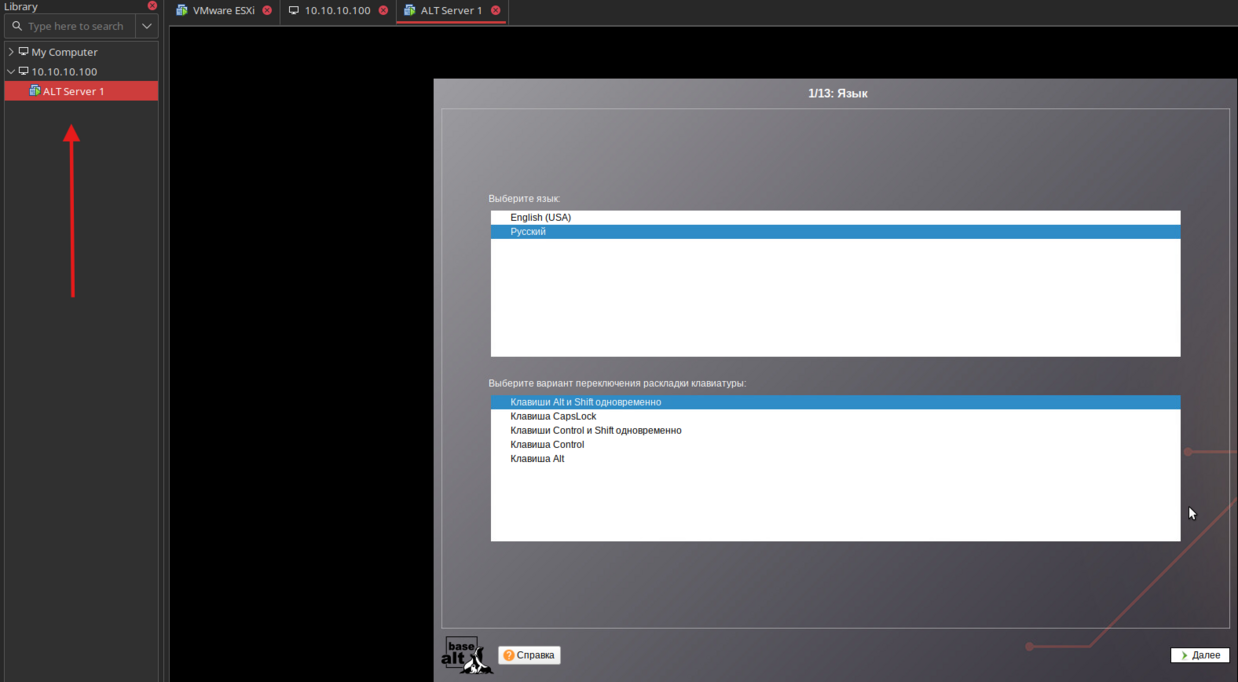 Library
VMware ESXi
10.10.10.100
ALT Server 1
Type here to search
My Computer
10.10.10.100
ALT Server 1
1/13: Язык
Выберите язык:
English (USA)
Русский
Выберите вариант переключения раскладки клавиатуры:
Клавиши Alt и Shift одновременно
Клавиша CapsLock
Клавиши Control и Shift одновременно
Клавиша Control
Клавиша Alt
base
alt
Справка
Далее